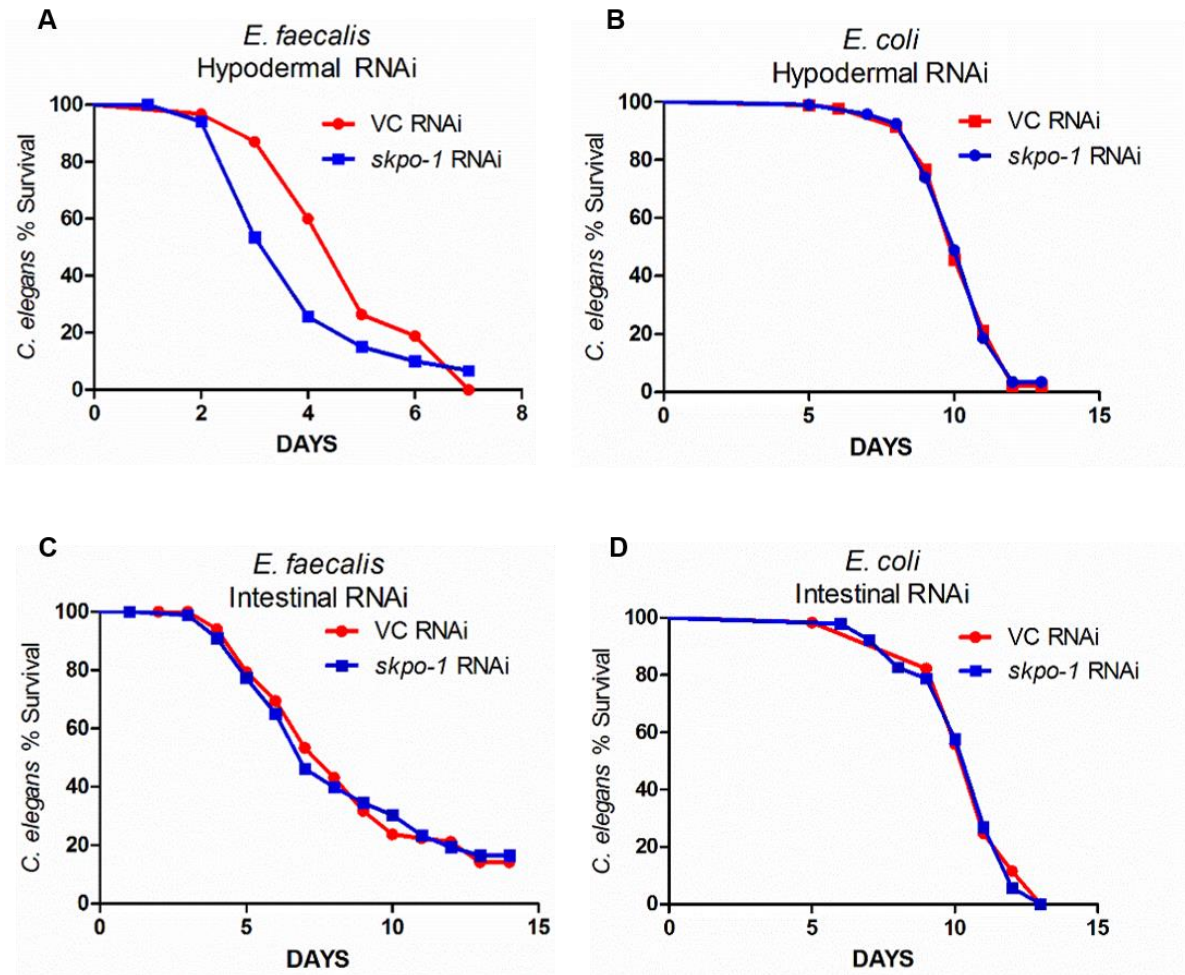 A
E. faecalis
Hypodermal RNAi
VC RNAi
skpo-1 RNAi
C. elegans % Survival
100
80
60
40
20
0
0 2 4 6 8
DAYS
B
E. coli
Hypodermal RNAi
VC RNAi
skpo-1 RNAi
C. elegans % Survival
100
80
60
40
20
0
0 5 10 15
DAYS
C
E. faecalis
Intestinal RNAi
VC RNAi
skpo-1 RNAi
C. elegans % Survival
100
80
60
40
20
0
0 5 10 15
DAYS
D
E. coli
Intestinal RNAi
VC RNAi
skpo-1 RNAi
C. elegans % Survival
100
80
60
40
20
0
0 5 10 15
DAYS